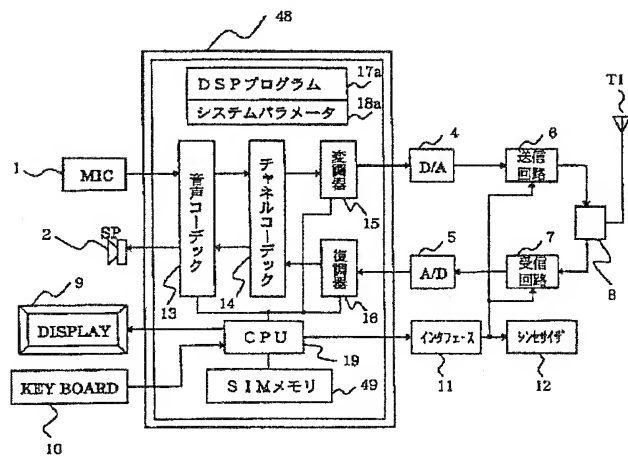 48
DSPプログラム
17a
システムパラメータ
18a
T1
1
MIC
音声コーデック
チャネルコーデック
変調器
15
4
D/A
6
送信
回路
SP
2
13
14
復調器
16
5
A/D
7
受信
回路
8
9
DISPLAY
CPU
19
インタフェース
11
シンセサイザ
12
KEY BOARD
10
SIMメモリ
49